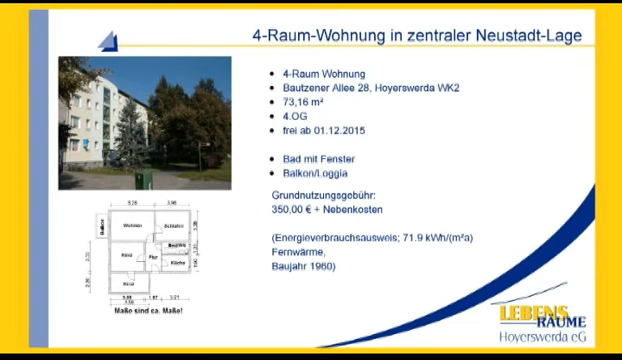 4-Raum-Wohnung in zentraler Neustadt-Lage
4-Raum Wohnung
Bautzener Allee 28, Hoyerswerda WK2
73,16 m²
4.OG
frei ab 01.12.2015
Bad mit Fenster
Balkon/Loggia
Grundnutzungsgebühr:
350,00 € + Nebenkosten
(Energieverbrauchsausweis; 71.9 kWh/(m²a)
Fernwärme,
Baujahr 1960)
Balkon
Wohnen
Schlafen
Kind
Flur
Küche
Kind
Maße sind ca. Maße!
LEBENS
RÄUME
Hoyerswerda eG